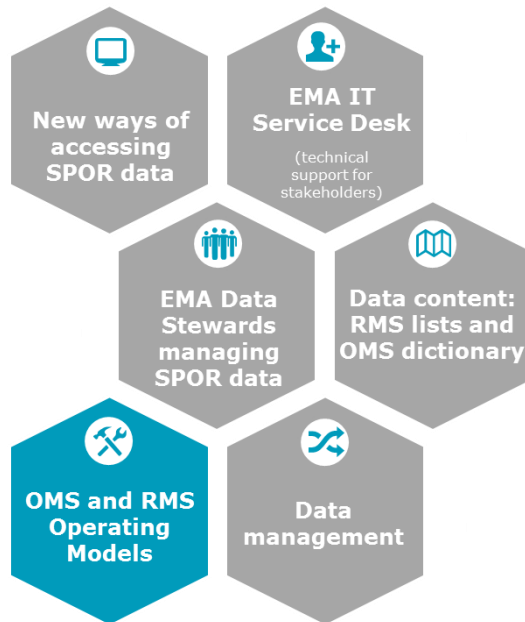 New ways of
accessing
SPOR data
EMA IT
Service Desk
(technical
support for
stakeholders)
EMA Data
Stewards
managing
SPOR data
Data content:
RMS lists and
OMS dictionary
OMS and RMS
Operating
Models
Data
management